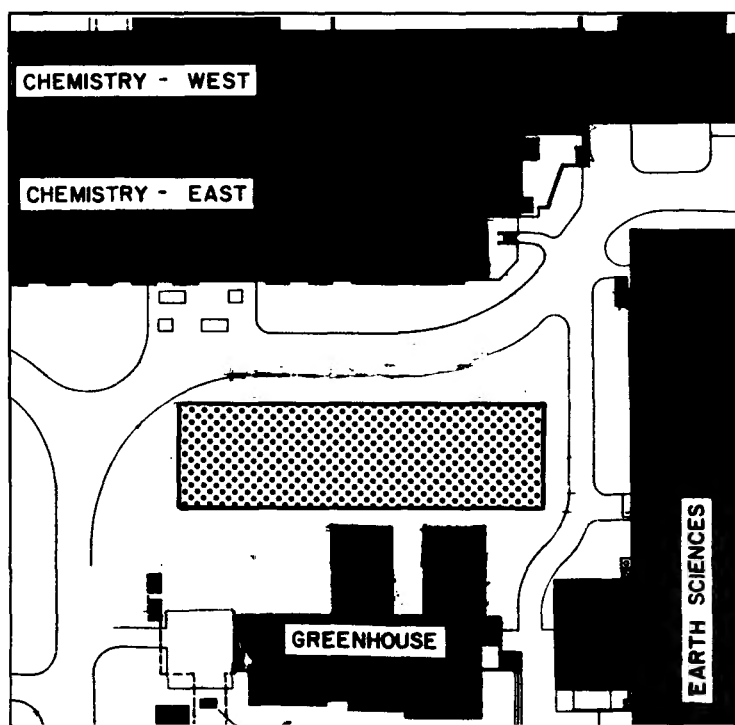 CHEMISTRY - WEST
CHEMISTRY - EAST
EARTH SCIENCES
GREENHOUSE